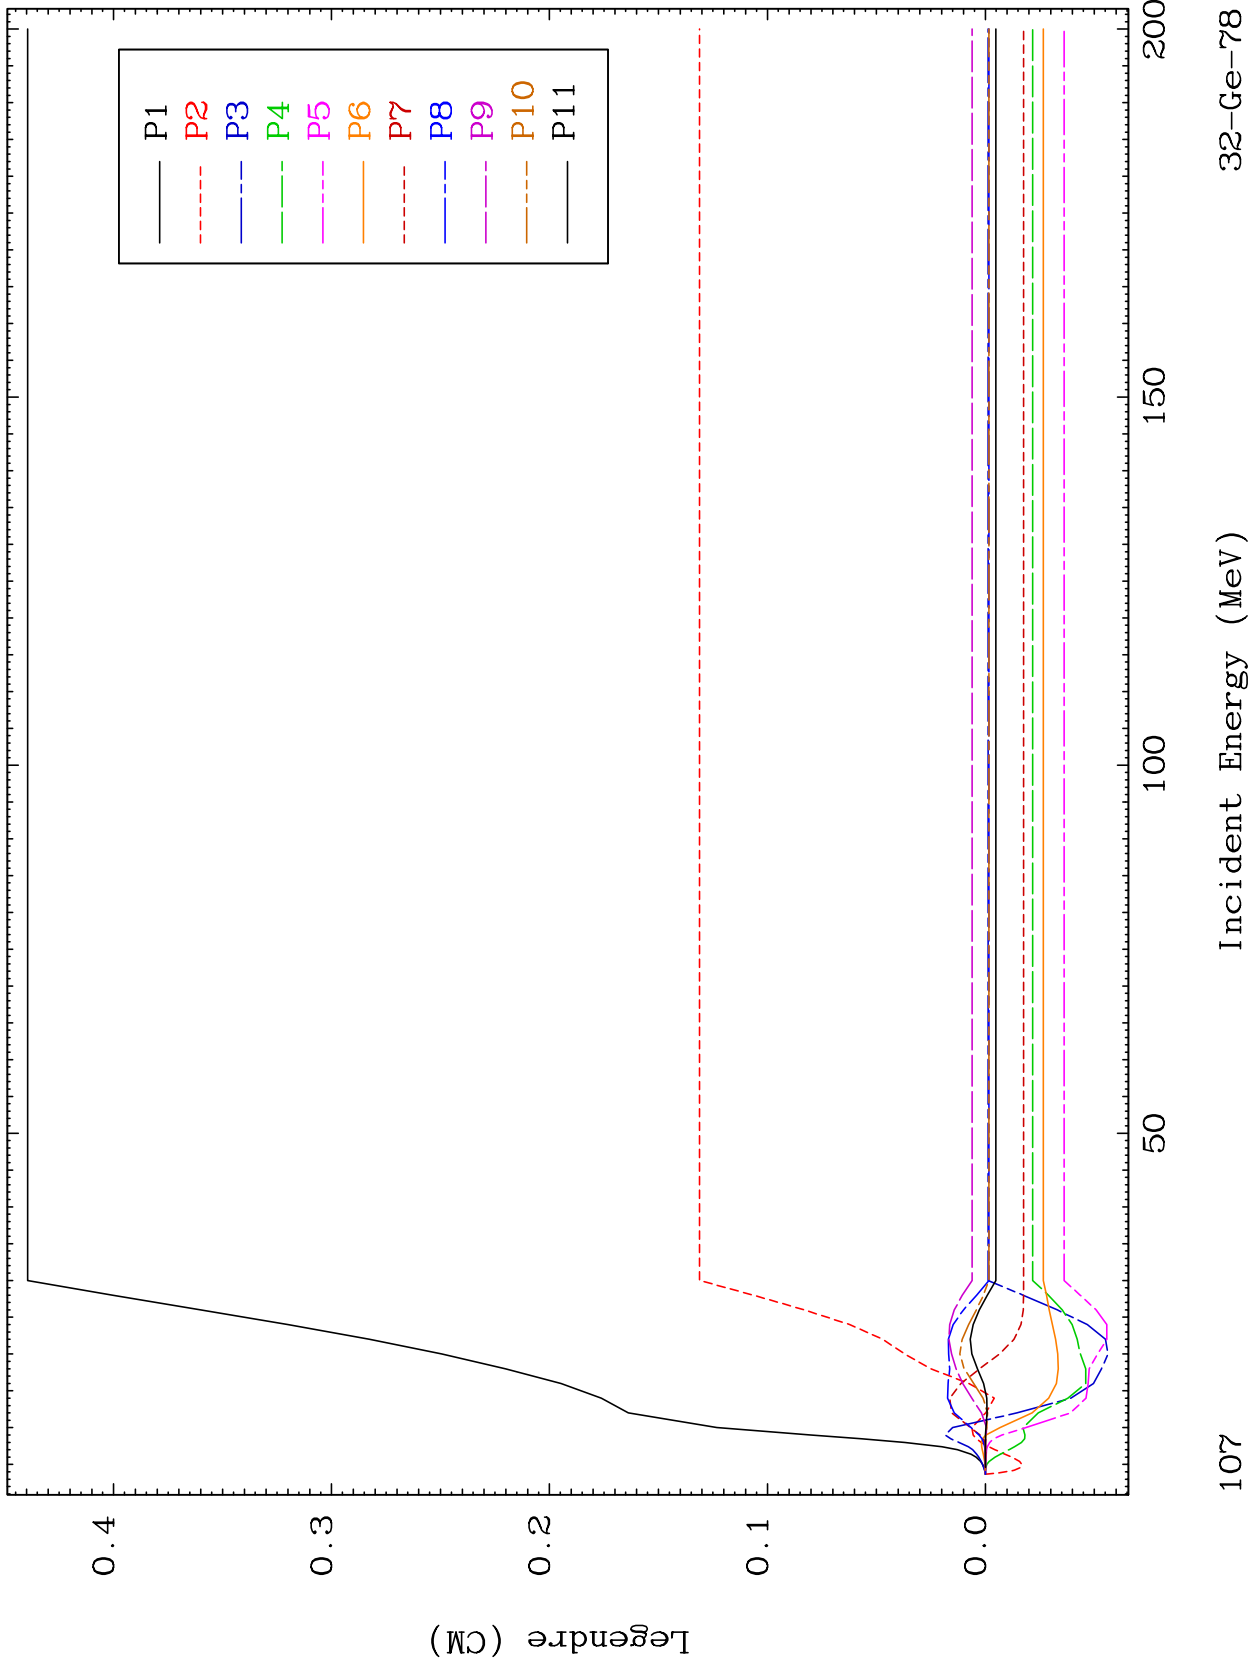 Legendre (CM)
0.4
0.3
0.2
0.1
0.0
P1
P2
P3
P4
P5
P6
P7
P8
P9
P10
P11
50
100
150
200
107
Incident Energy (MeV)
32-Ge-78